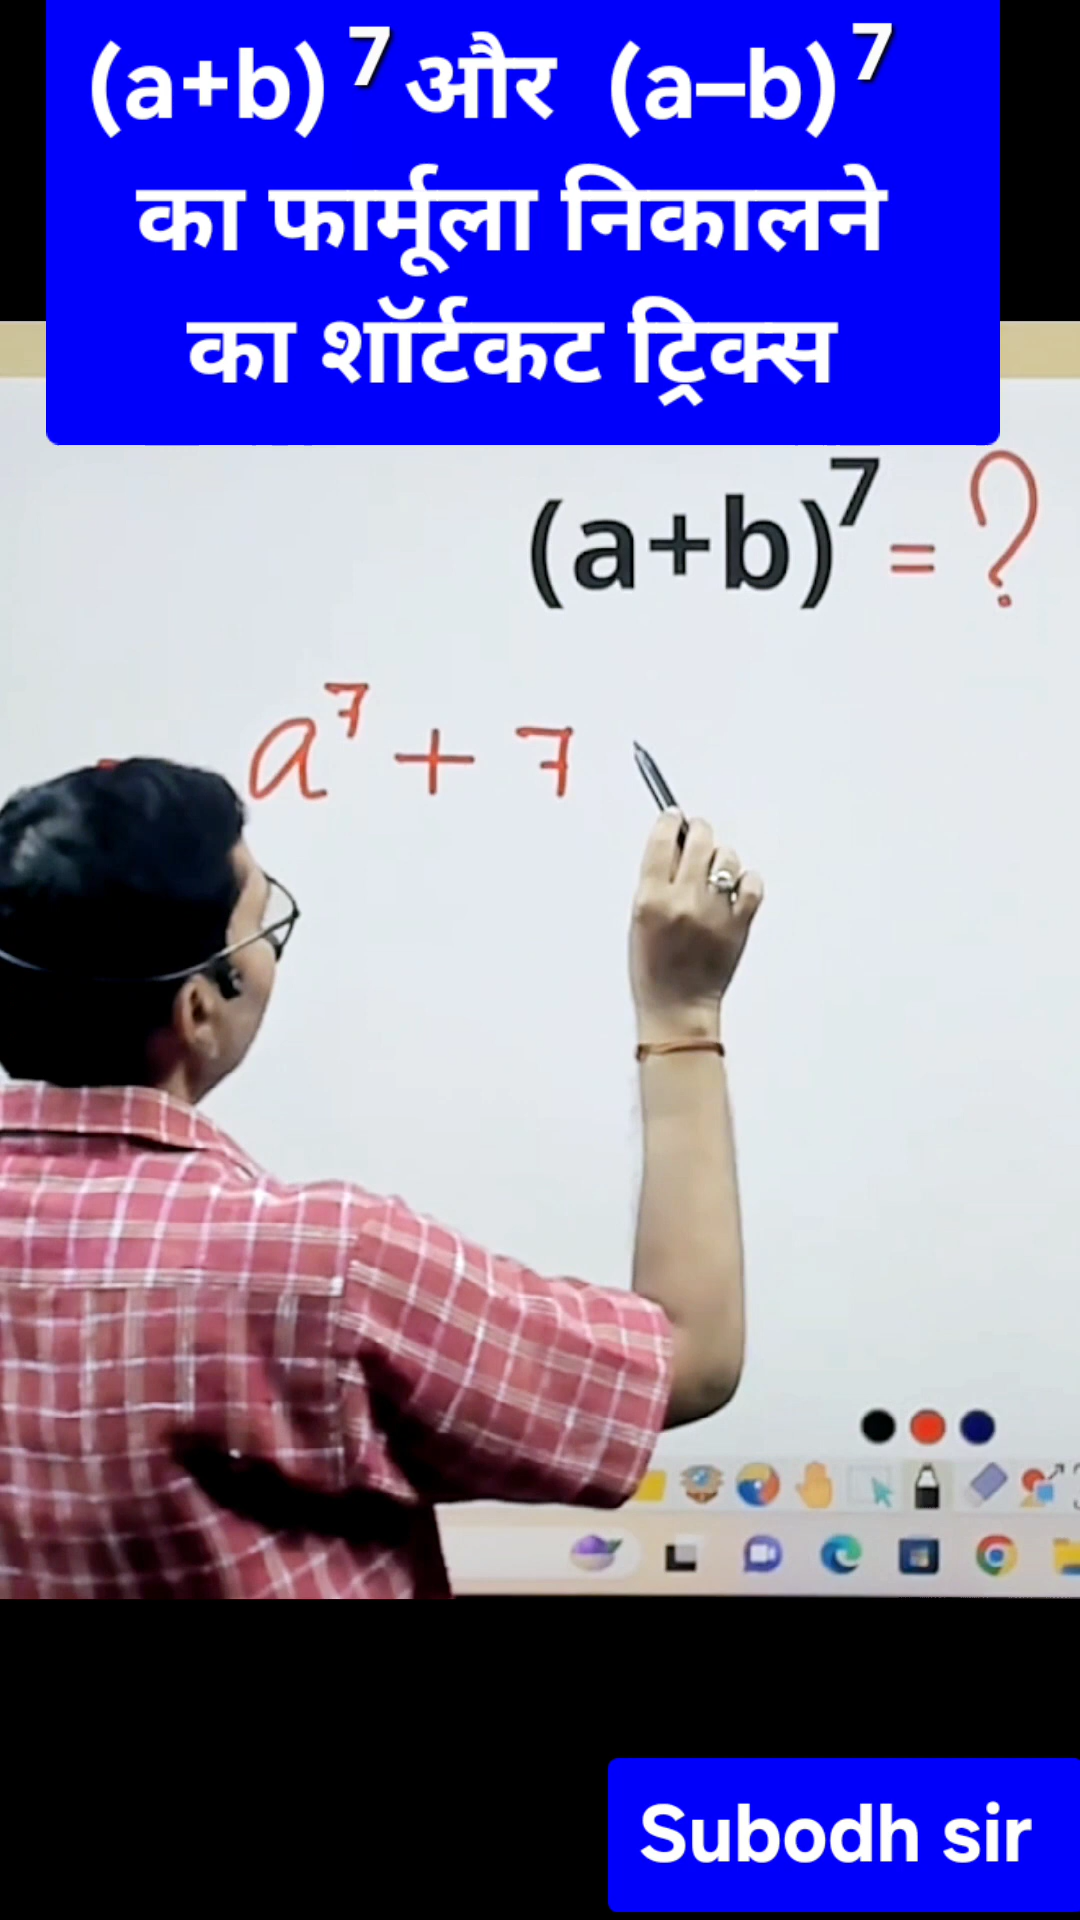 (a+b)⁷ और (a–b)⁷
का फार्मूला निकालने
का शॉर्टकट ट्रिक्स
(a+b)⁷ = ?
a⁷ + 7
Subodh sir